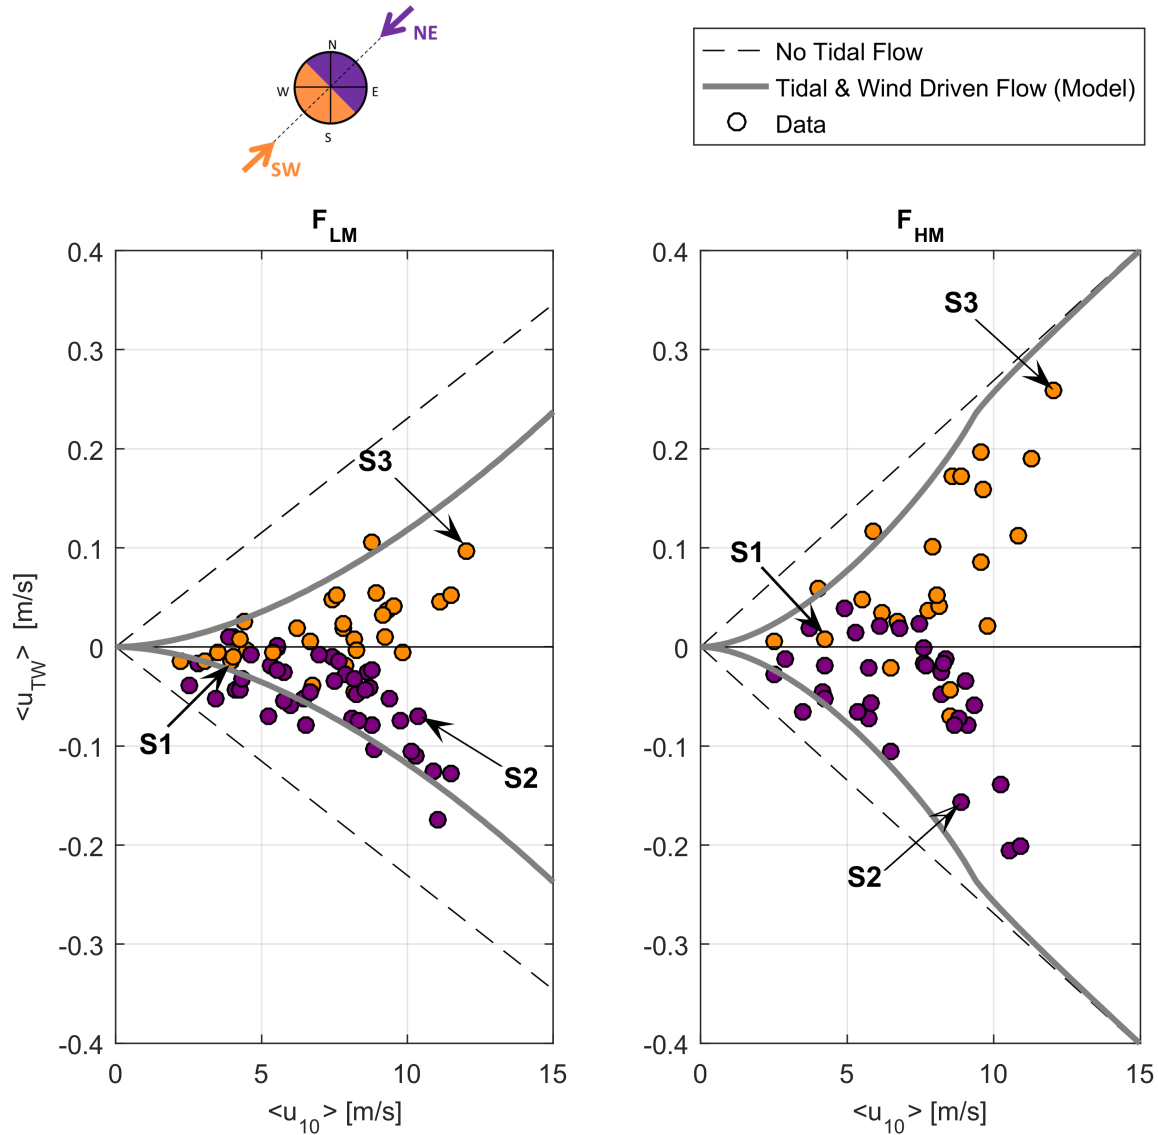 NE
N
W
E
S
SW
No Tidal Flow
Tidal & Wind Driven Flow (Model)
Data
F_LM
0.4
0.3
0.2
0.1
0
-0.1
-0.2
-0.3
-0.4
<u_TW> [m/s]
S3
S1
S2
0
5
10
15
<u_10> [m/s]
F_HM
0.4
0.3
0.2
0.1
0
-0.1
-0.2
-0.3
-0.4
S3
S1
S2
0
5
10
15
<u_10> [m/s]